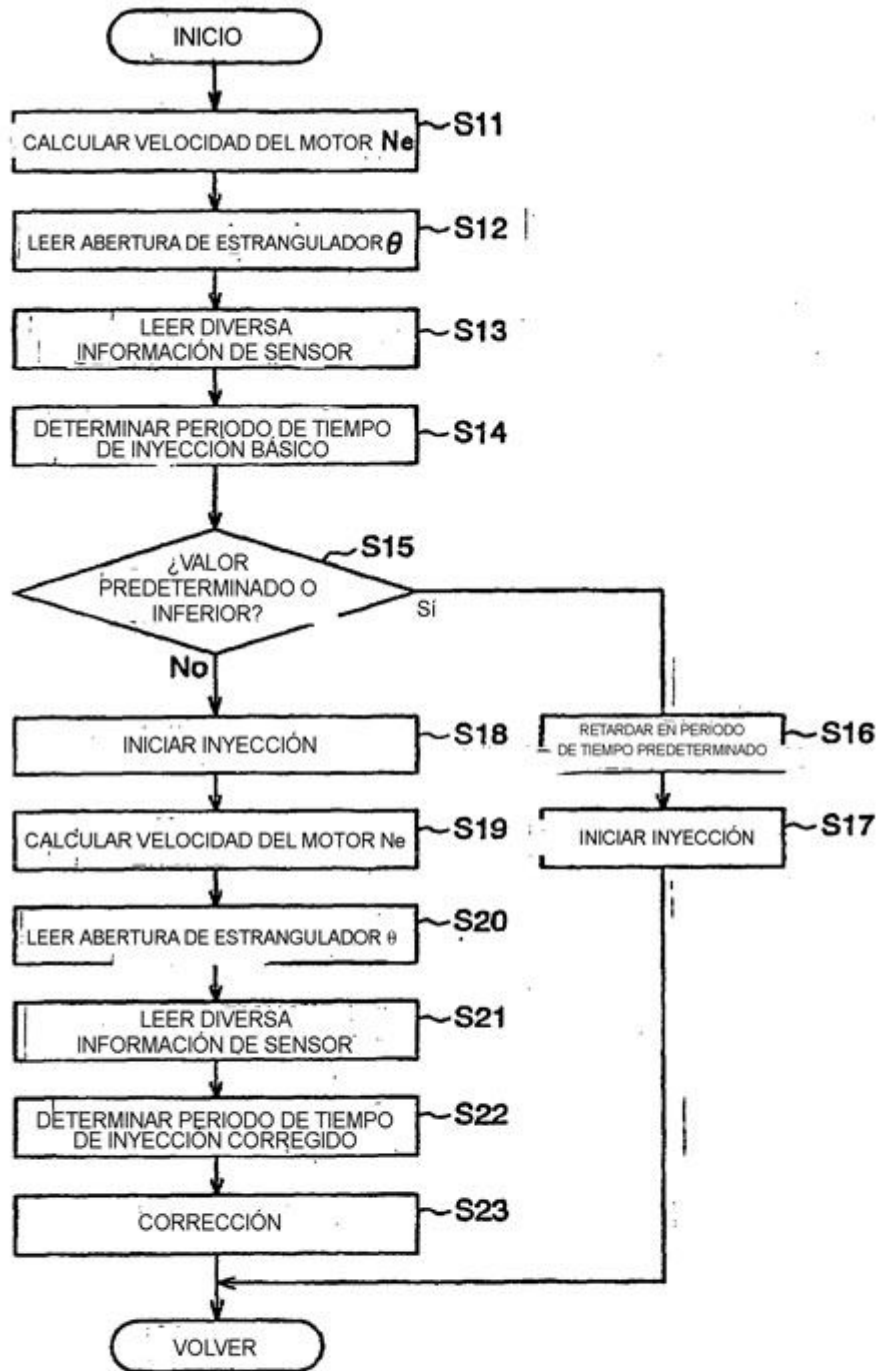 INICIO
CALCULAR VELOCIDAD DEL MOTOR Ne
S11
LEER ABERTURA DE ESTRANGULADOR θ
S12
LEER DIVERSA
INFORMACIÓN DE SENSOR
S13
DETERMINAR PERIODO DE TIEMPO
DE INYECCIÓN BÁSICO
S14
¿VALOR
PREDETERMINADO O
INFERIOR?
S15
Sí
No
RETARDAR EN PERIODO
DE TIEMPO PREDETERMINADO
S16
INICIAR INYECCIÓN
S17
INICIAR INYECCIÓN
S18
CALCULAR VELOCIDAD DEL MOTOR Ne
S19
LEER ABERTURA DE ESTRANGULADOR θ
S20
LEER DIVERSA
INFORMACIÓN DE SENSOR
S21
DETERMINAR PERIODO DE TIEMPO
DE INYECCIÓN CORREGIDO
S22
CORRECCIÓN
S23
VOLVER